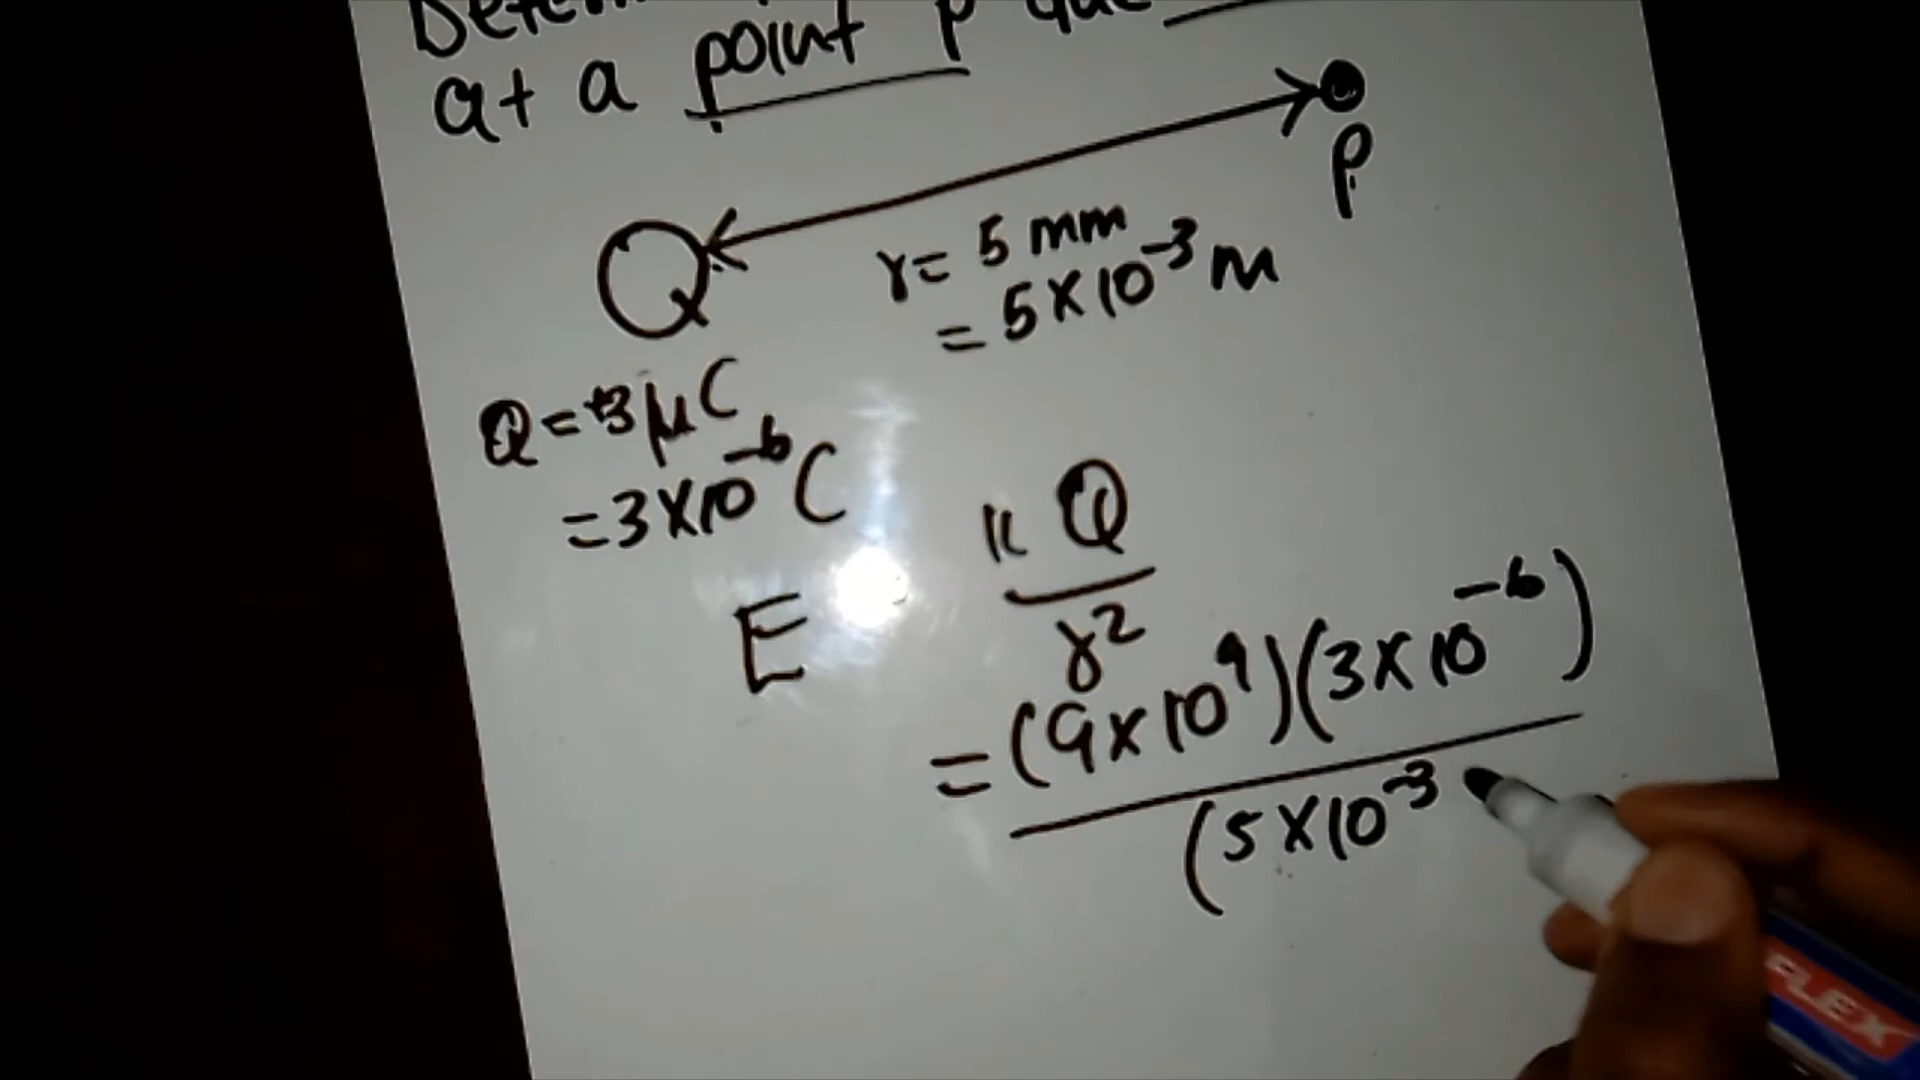 at a point P
P
r = 5 mm
= 5×10⁻³ m
Q
Q = +3 μC
= 3×10⁻⁶ C
E
KQ
r²
= (9×10⁹)(3×10⁻⁶)
(5×10⁻³
PLEX